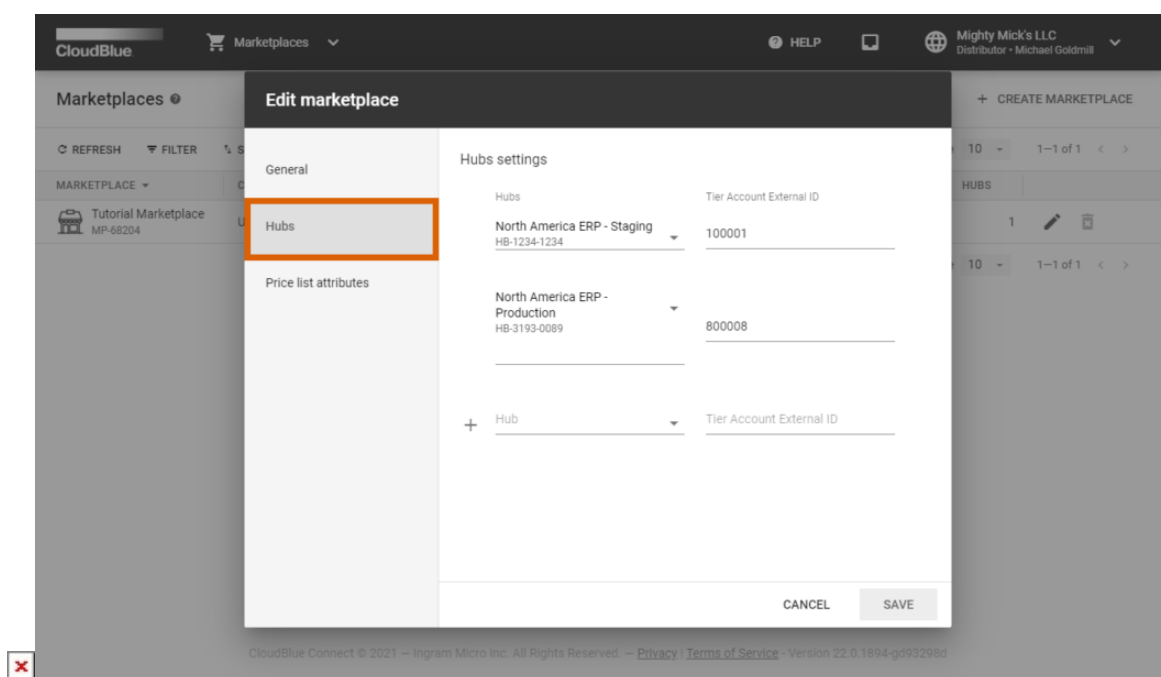 CloudBlue
Marketplaces
HELP
Mighty Mick's LLC
Distributor • Michael Goldmill
Marketplaces
+ CREATE MARKETPLACE
Edit marketplace
REFRESH FILTER S
10 1–1 of 1 < >
MARKETPLACE C
HUBS
Tutorial Marketplace
MP-68204
U
1
10 1–1 of 1 < >
General
Hubs
Price list attributes
Hubs settings
Hubs Tier Account External ID
North America ERP - Staging
HB-1234-1234
100001
North America ERP -
Production
HB-3193-0089
800008
+ Hub Tier Account External ID
CANCEL SAVE
CloudBlue Connect © 2021 — Ingram Micro Inc. All Rights Reserved. — Privacy | Terms of Service - Version 22.0.1894-gd93298d